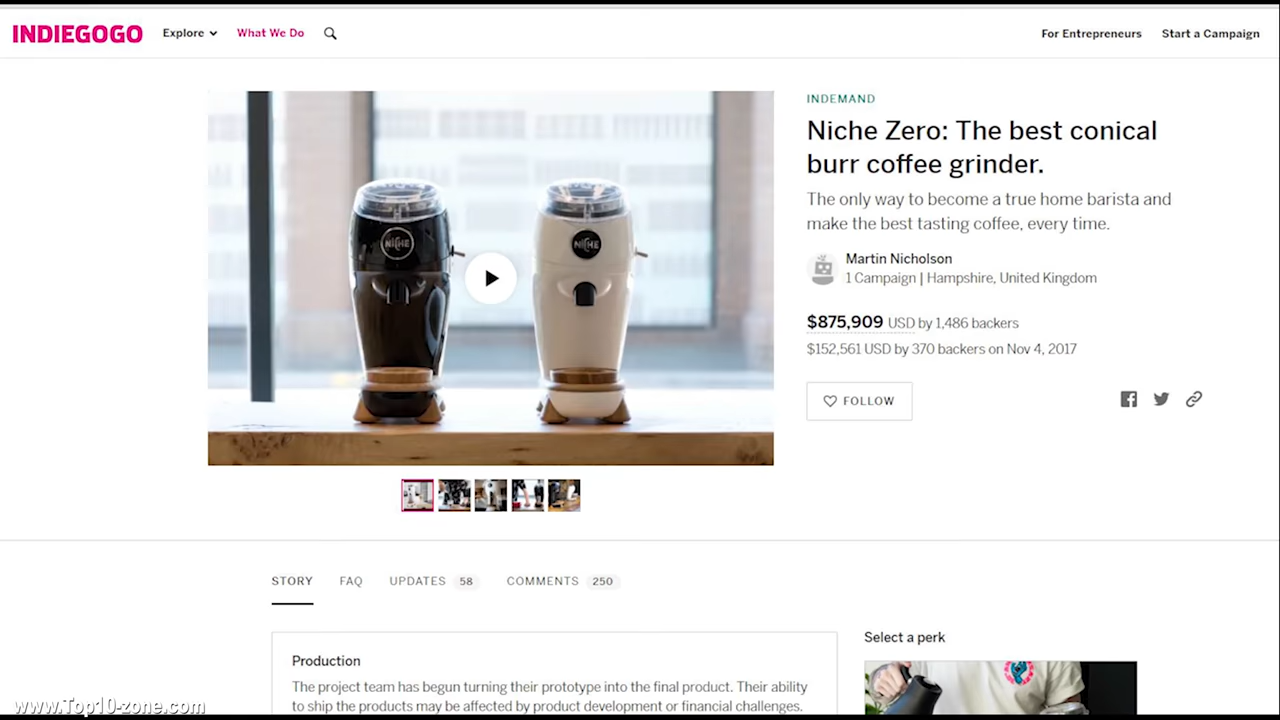 INDIEGOGO Explore What We Do For Entrepreneurs Start a Campaign
INDEMAND
Niche Zero: The best conical
burr coffee grinder.
The only way to become a true home barista and
make the best tasting coffee, every time.
Martin Nicholson
1 Campaign | Hampshire, United Kingdom
$875,909 USD by 1,486 backers
$152,561 USD by 370 backers on Nov 4, 2017
FOLLOW
NICHE NICHE
STORY FAQ UPDATES 58 COMMENTS 250
Select a perk
Production
The project team has begun turning their prototype into the final product. Their ability
to ship the products may be affected by product development or financial challenges.
www.Top10-zone.com